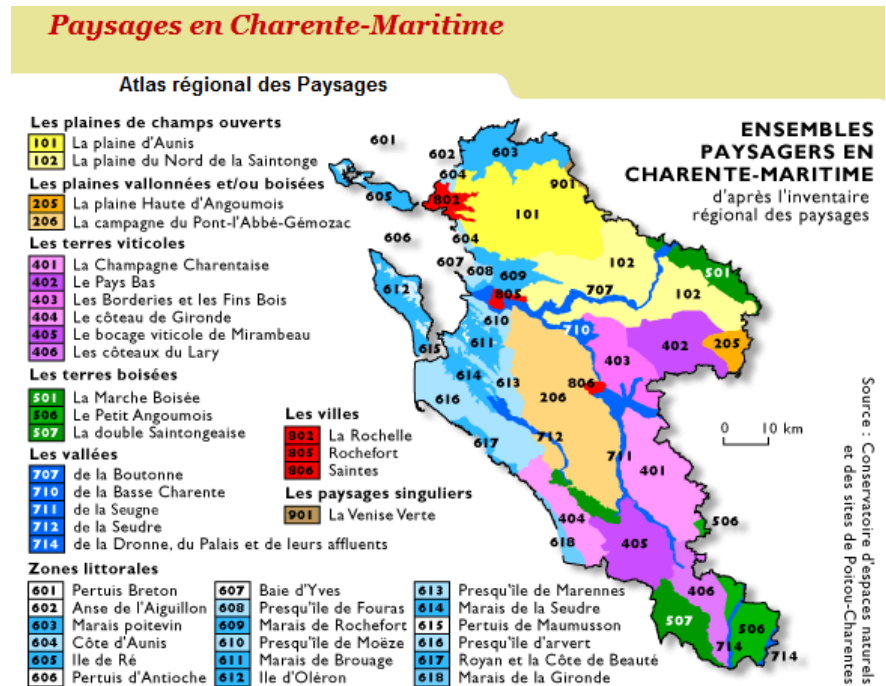 Paysages en Charente-Maritime
Atlas régional des Paysages
ENSEMBLES
PAYSAGERS EN
CHARENTE-MARITIME
d'après l'inventaire
régional des paysages
Les plaines de champs ouverts
101 La plaine d'Aunis
102 La plaine du Nord de la Saintonge
Les plaines vallonnées et/ou boisées
205 La plaine Haute d'Angoumois
206 La campagne du Pont-l'Abbé-Gémozac
Les terres viticoles
401 La Champagne Charentaise
402 Le Pays Bas
403 Les Borderies et les Fins Bois
404 Le côteau de Gironde
405 Le bocage viticole de Mirambeau
406 Les côteaux du Lary
Les terres boisées
501 La Marche Boisée
506 Le Petit Angoumois
507 La double Saintongeaise
Les vallées
707 de la Boutonne
710 de la Basse Charente
711 de la Seugne
712 de la Seudre
714 de la Dronne, du Palais et de leurs affluents
Les villes
802 La Rochelle
805 Rochefort
806 Saintes
Les paysages singuliers
901 La Venise Verte
Zones littorales
601 Pertuis Breton
602 Anse de l'Aiguillon
603 Marais poitevin
604 Côte d'Aunis
605 Ile de Ré
606 Pertuis d'Antioche
607 Baie d'Yves
608 Presqu'île de Fouras
609 Marais de Rochefort
610 Presqu'île de Moëze
611 Marais de Brouage
612 Ile d'Oléron
613 Presqu'île de Marennes
614 Marais de la Seudre
615 Pertuis de Maumusson
616 Presqu'île d'arvert
617 Royan et la Côte de Beauté
618 Marais de la Gironde
601
602
603
604
901
605
802
101
606
604
607
608
609
102
501
707
612
805
102
610
710
611
615
403
402
205
614
613
806
616
206
617
712
711
401
404
506
618
405
406
507
506
714
714
0 10 km
Source : Conservatoire d'espaces naturels
et des sites de Poitou-Charentes